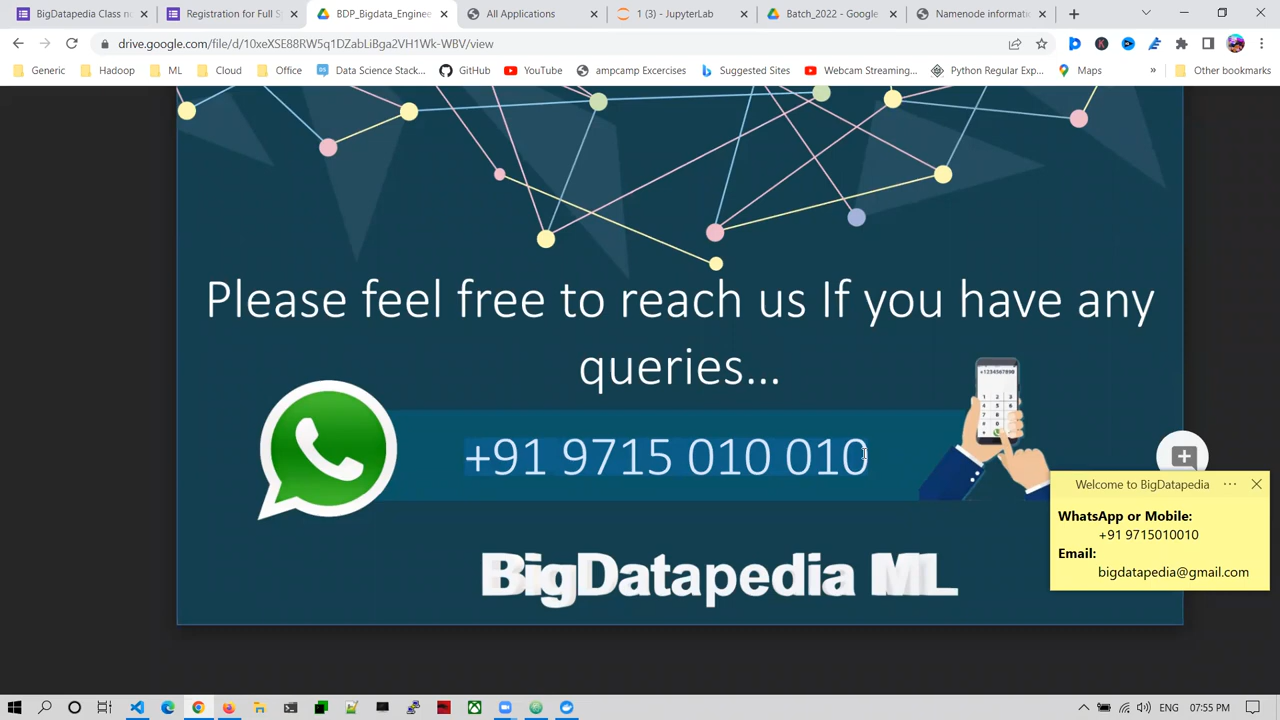 BigDatapedia Class n
Registration for Full S
BDP_Bigdata_Enginee
All Applications
1 (3) - JupyterLab
Batch_2022 - Google
Namenode informati
drive.google.com/file/d/10xeXSE88RW5q1DZabLiBga2VH1Wk-WPV/view
Generic
Hadoop
ML
Cloud
Office
Data Science Stack...
GitHub
YouTube
ampcamp Excercises
Suggested Sites
Webcam Streaming...
Python Regular Exp...
Maps
»
Other bookmarks
Please feel free to reach us If you have any
queries...
+91 9715 010 010
BigDatapedia ML
Welcome to BigDatapedia
WhatsApp or Mobile:
+91 9715010010
Email:
bigdatapedia@gmail.com
ENG
07:55 PM